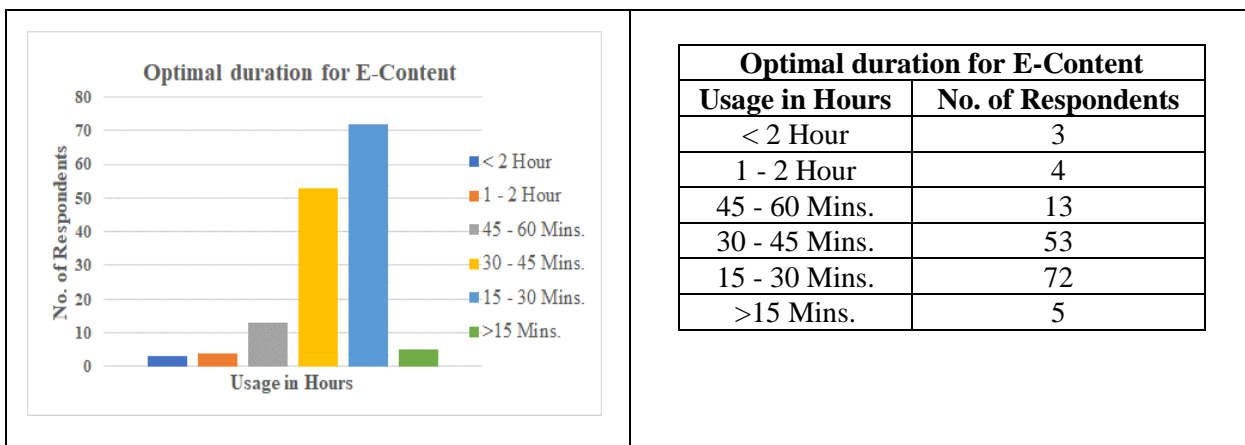 Optimal duration for E-Content
80
70
60
50
40
30
20
10
0
No. of Respondents
Usage in Hours
< 2 Hour
1 - 2 Hour
45 - 60 Mins.
30 - 45 Mins.
15 - 30 Mins.
>15 Mins.
Optimal duration for E-Content
Usage in Hours No. of Respondents
< 2 Hour 3
1 - 2 Hour 4
45 - 60 Mins. 13
30 - 45 Mins. 53
15 - 30 Mins. 72
>15 Mins. 5